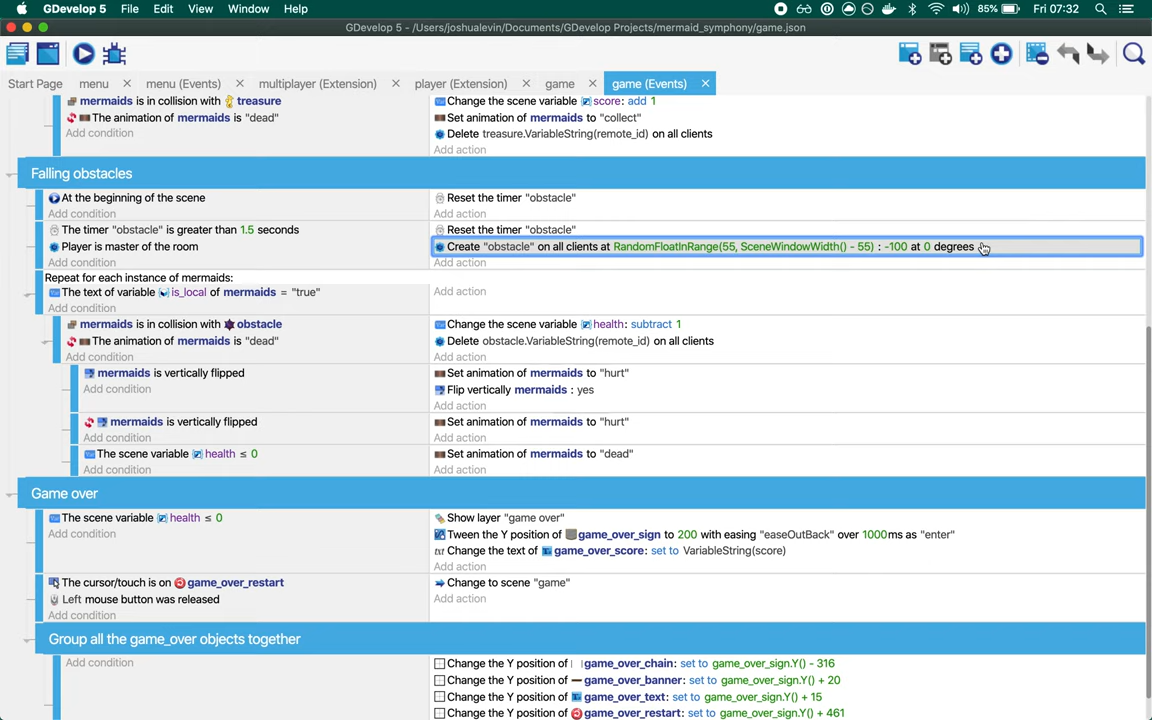 GDevelop 5 File Edit View Window Help 85% Fri 07:32
GDevelop 5 - /Users/joshualevin/Documents/GDevelop Projects/mermaid_symphony/game.json
Start Page menu menu (Events) multiplayer (Extension) player (Extension) game game (Events)
mermaids is in collision with treasure
Change the scene variable score: add 1
The animation of mermaids is "dead"
Set animation of mermaids to "collect"
Add condition
Delete treasure.VariableString(remote_id) on all clients
Add action
Falling obstacles
At the beginning of the scene
Reset the timer "obstacle"
Add condition
Add action
The timer "obstacle" is greater than 1.5 seconds
Reset the timer "obstacle"
Player is master of the room
Create "obstacle" on all clients at RandomFloatInRange(55, SceneWindowWidth() - 55) : -100 at 0 degrees
Add condition
Add action
Repeat for each instance of mermaids:
The text of variable is_local of mermaids = "true"
Add action
Add condition
mermaids is in collision with obstacle
Change the scene variable health: subtract 1
The animation of mermaids is "dead"
Delete obstacle.VariableString(remote_id) on all clients
Add condition
Add action
mermaids is vertically flipped
Set animation of mermaids to "hurt"
Add condition
Flip vertically mermaids : yes
Add action
mermaids is vertically flipped
Set animation of mermaids to "hurt"
Add condition
Add action
The scene variable health ≤ 0
Set animation of mermaids to "dead"
Add condition
Add action
Game over
The scene variable health ≤ 0
Show layer "game over"
Add condition
Tween the Y position of game_over_sign to 200 with easing "easeOutBack" over 1000ms as "enter"
Change the text of game_over_score: set to VariableString(score)
Add action
The cursor/touch is on game_over_restart
Change to scene "game"
Left mouse button was released
Add action
Add condition
Group all the game_over objects together
Add condition
Change the Y position of game_over_chain: set to game_over_sign.Y() - 316
Change the Y position of game_over_banner: set to game_over_sign.Y() + 20
Change the Y position of game_over_text: set to game_over_sign.Y() + 15
Change the Y position of game_over_restart: set to game_over_sign.Y() + 461